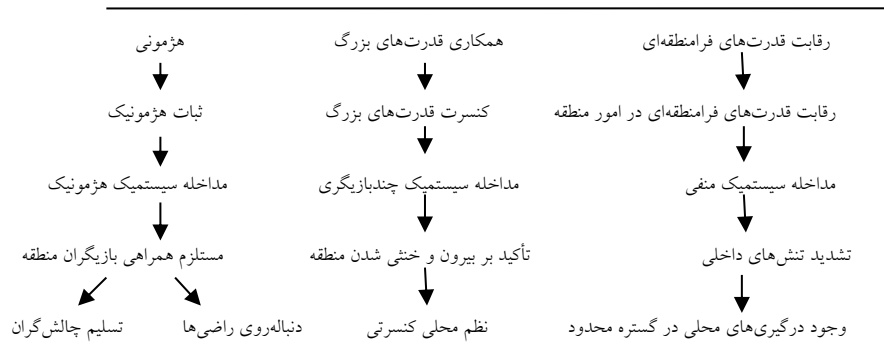 رقابت قدرت‌های فرامنطقه‌ای همکاری قدرت‌های بزرگ هژمونی
رقابت قدرت‌های فرامنطقه‌ای در امور منطقه کنسرت قدرت‌های بزرگ ثبات هژمونیک
مداخله سیستمیک منفی مداخله سیستمیک چندبازیگری مداخله سیستمیک هژمونیک
تشدید تنش‌های داخلی تأکید بر بیرون و خنثی شدن منطقه مستلزم همراهی بازیگران منطقه
وجود درگیری‌های محلی در گستره محدود نظم محلی کنسرتی دنباله‌روی راضی‌ها تسلیم چالش‌گران